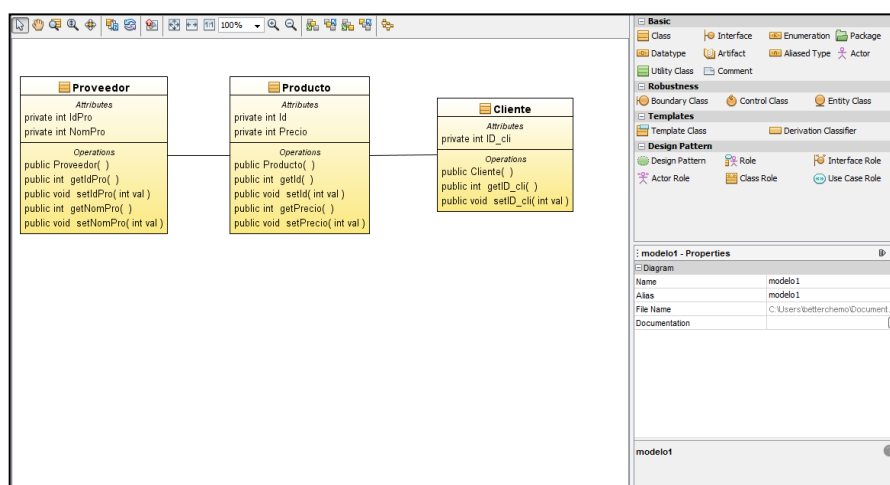 100%
Proveedor
Attributes
private int IdPro
private int NomPro
Operations
public Proveedor( )
public int getIdPro( )
public void setIdPro( int val )
public int getNomPro( )
public void setNomPro( int val )
Producto
Attributes
private int Id
private int Precio
Operations
public Producto( )
public int getId( )
public void setId( int val )
public int getPrecio( )
public void setPrecio( int val )
Cliente
Attributes
private int ID_cli
Operations
public Cliente( )
public int getID_cli( )
public void setID_cli( int val )
Basic
Class Interface Enumeration Package
Datatype Artifact Aliased Type Actor
Utility Class Comment
Robustness
Boundary Class Control Class Entity Class
Templates
Template Class Derivation Classifier
Design Pattern
Design Pattern Role Interface Role
Actor Role Class Role Use Case Role
modelo1 - Properties
Diagram
Name modelo1
Alias modelo1
File Name C:\Users\betterchemo\Document.
Documentation
modelo1